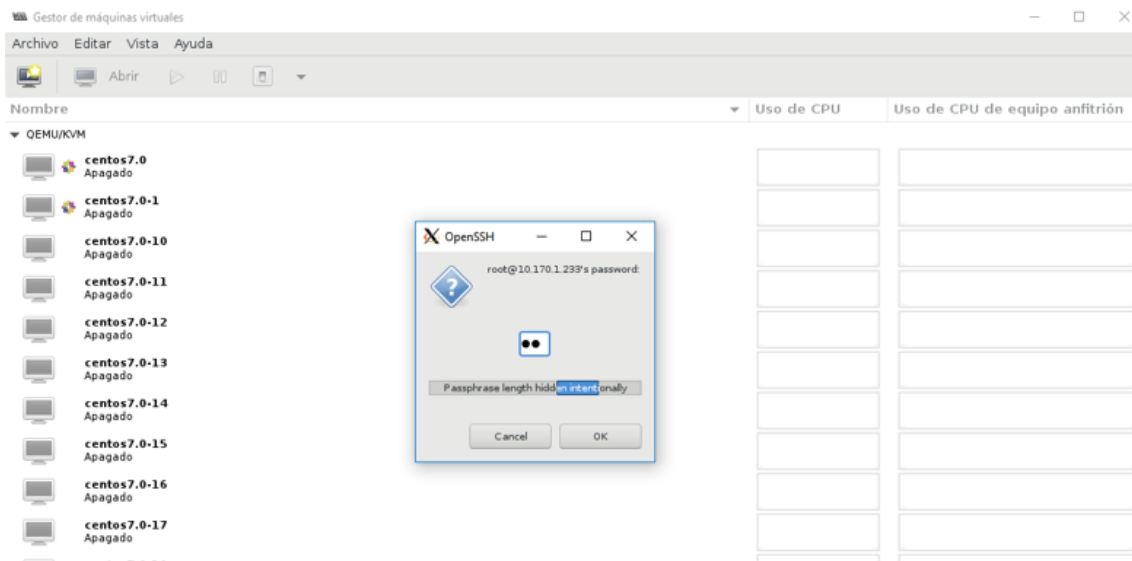 Gestor de máquinas virtuales
Archivo Editar Vista Ayuda
Abrir
Nombre Uso de CPU Uso de CPU de equipo anfitrión
QEMU/KVM
centos7.0
Apagado
centos7.0-1
Apagado
centos7.0-10
Apagado
centos7.0-11
Apagado
centos7.0-12
Apagado
centos7.0-13
Apagado
centos7.0-14
Apagado
centos7.0-15
Apagado
centos7.0-16
Apagado
centos7.0-17
Apagado
OpenSSH
root@10.170.1.233's password:
Passphrase length hidden intentionally
Cancel OK